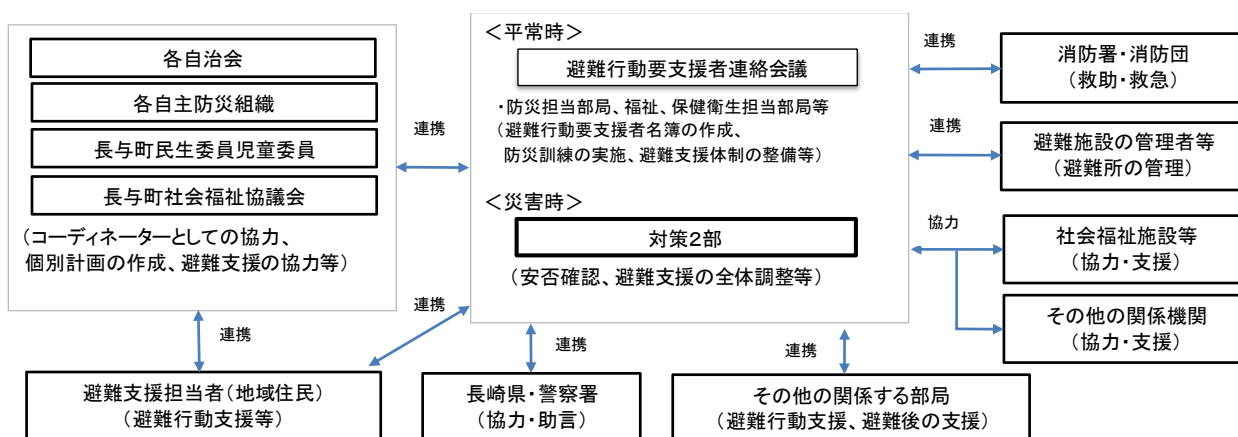 各自治会
各自主防災組織
長与町民生委員児童委員
長与町社会福祉協議会
(コーディネーターとしての協力、
個別計画の作成、避難支援の協力等)
連携
<平常時>
避難行動要支援者連絡会議
・防災担当部局、福祉、保健衛生担当部局等
(避難行動要支援者名簿の作成、
防災訓練の実施、避難支援体制の整備等)
<災害時>
対策2部
(安否確認、避難支援の全体調整等)
連携
消防署・消防団
(救助・救急)
連携
避難施設の管理者等
(避難所の管理)
協力
社会福祉施設等
(協力・支援)
その他の関係機関
(協力・支援)
連携
連携
連携
連携
避難支援担当者(地域住民)
(避難行動支援等)
長崎県・警察署
(協力・助言)
その他の関係する部局
(避難行動支援、避難後の支援)